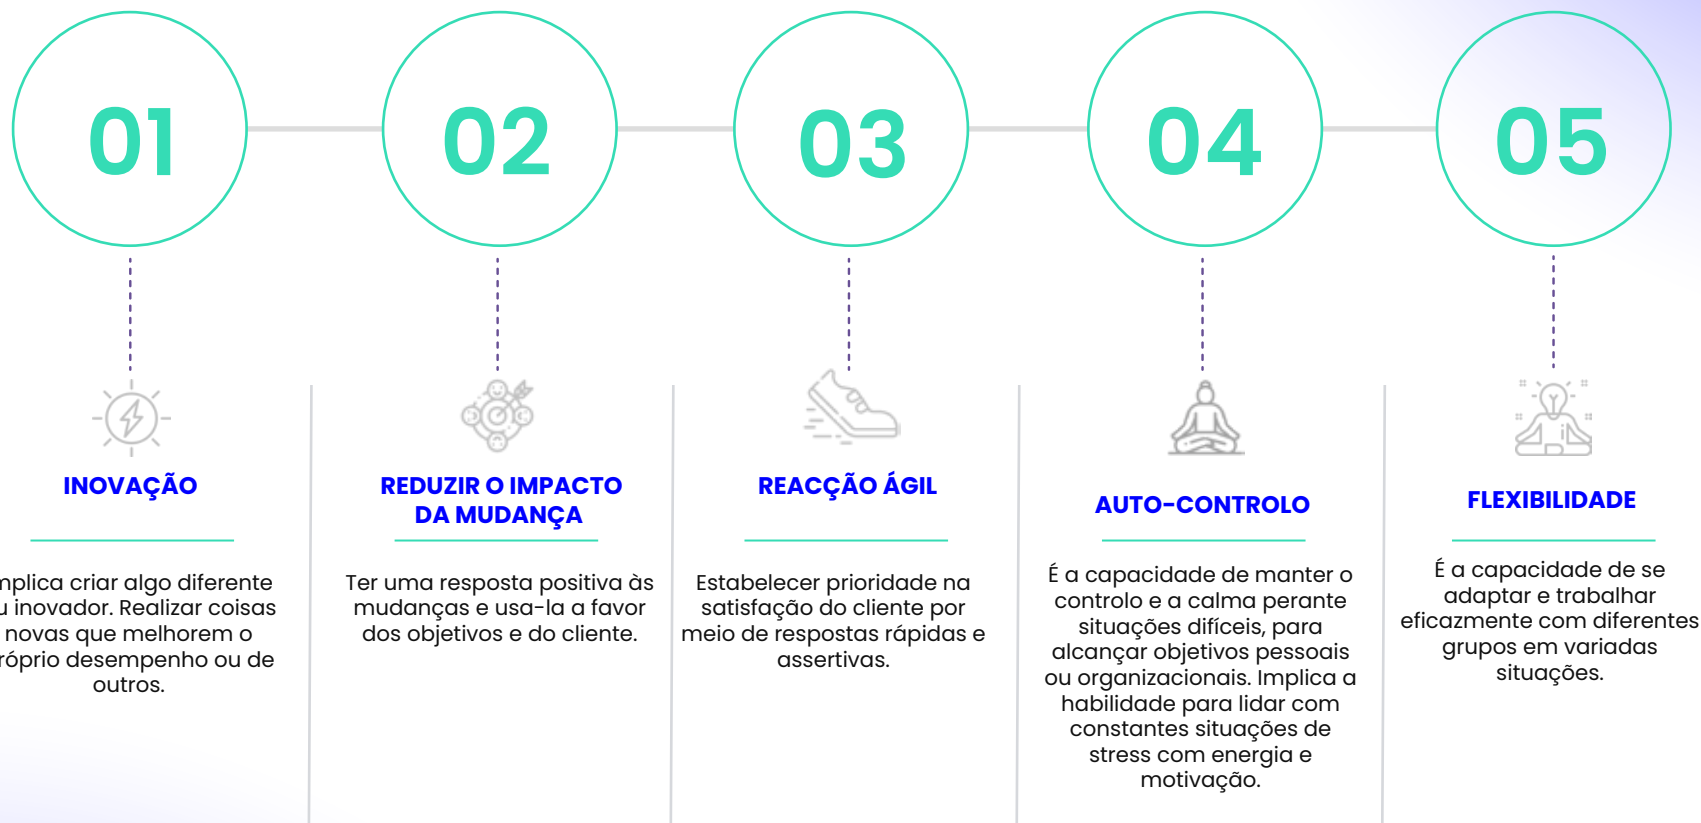 01
02
03
04
05
INOVAÇÃO
mplica criar algo diferente
u inovador. Realizar coisas
novas que melhorem o
róprio desempenho ou de
outros.
REDUZIR O IMPACTO
DA MUDANÇA
Ter uma resposta positiva às
mudanças e usa-la a favor
dos objetivos e do cliente.
REACÇÃO ÁGIL
Estabelecer prioridade na
satisfação do cliente por
meio de respostas rápidas e
assertivas.
AUTO-CONTROLO
É a capacidade de manter o
controlo e a calma perante
situações difíceis, para
alcançar objetivos pessoais
ou organizacionais. Implica a
habilidade para lidar com
constantes situações de
stress com energia e
motivação.
FLEXIBILIDADE
É a capacidade de se
adaptar e trabalhar
eficazmente com diferentes
grupos em variadas
situações.